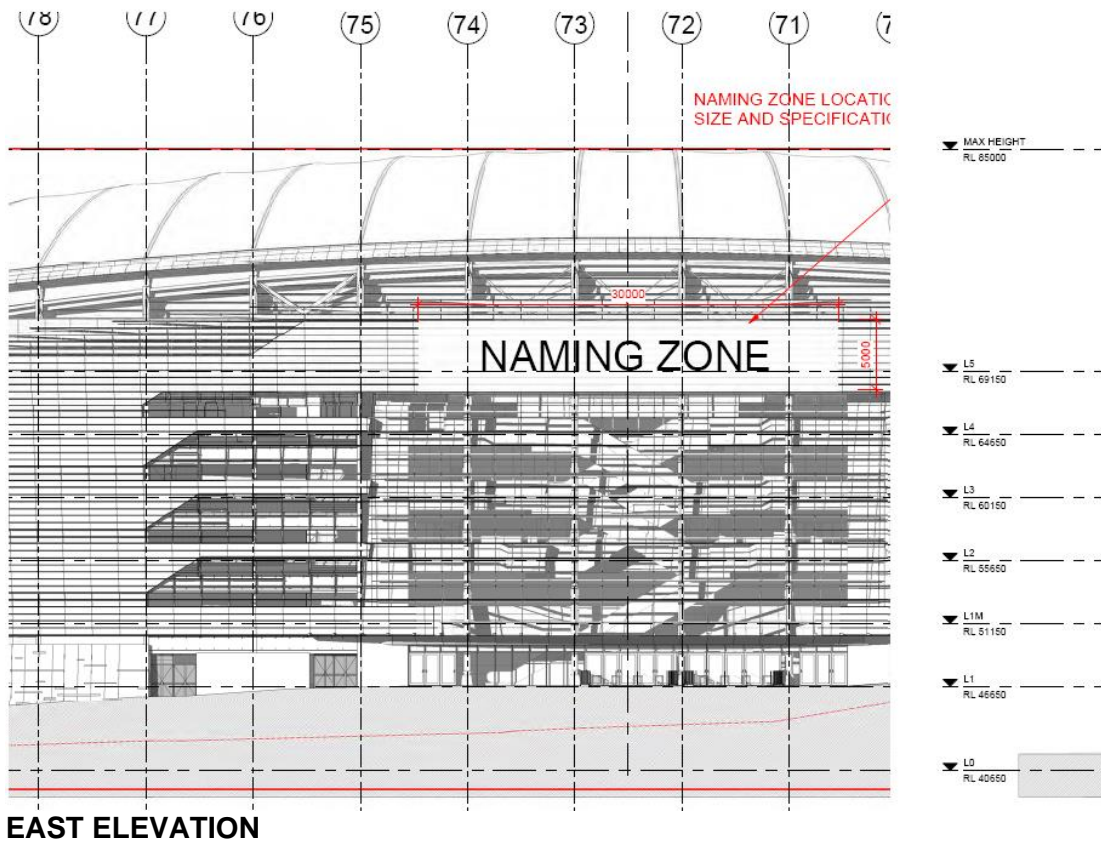 78 77 76 75 74 73 72 71
NAMING ZONE LOCATIO
SIZE AND SPECIFICATIO
MAX HEIGHT
RL 85000
30000
NAMING ZONE
5000
L5
RL 69150
L4
RL 64650
L3
RL 60150
L2
RL 55650
L1M
RL 51150
L1
RL 46650
L0
RL 40650
EAST ELEVATION